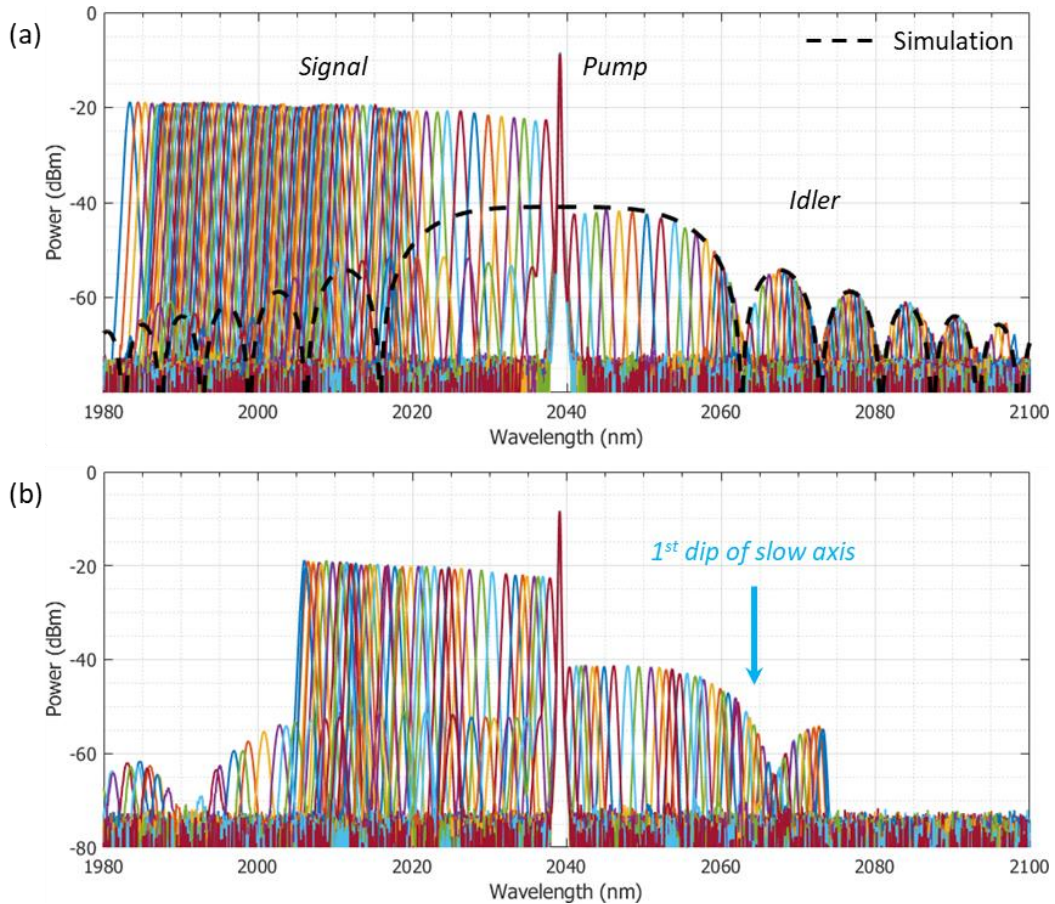 (a)
0
-20
-40
-60
Power (dBm)
Signal
Pump
Simulation
Idler
1980
2000
2020
2040
2060
2080
2100
Wavelength (nm)
(b)
0
-20
-40
-60
-80
Power (dBm)
1st dip of slow axis
1980
2000
2020
2040
2060
2080
2100
Wavelength (nm)